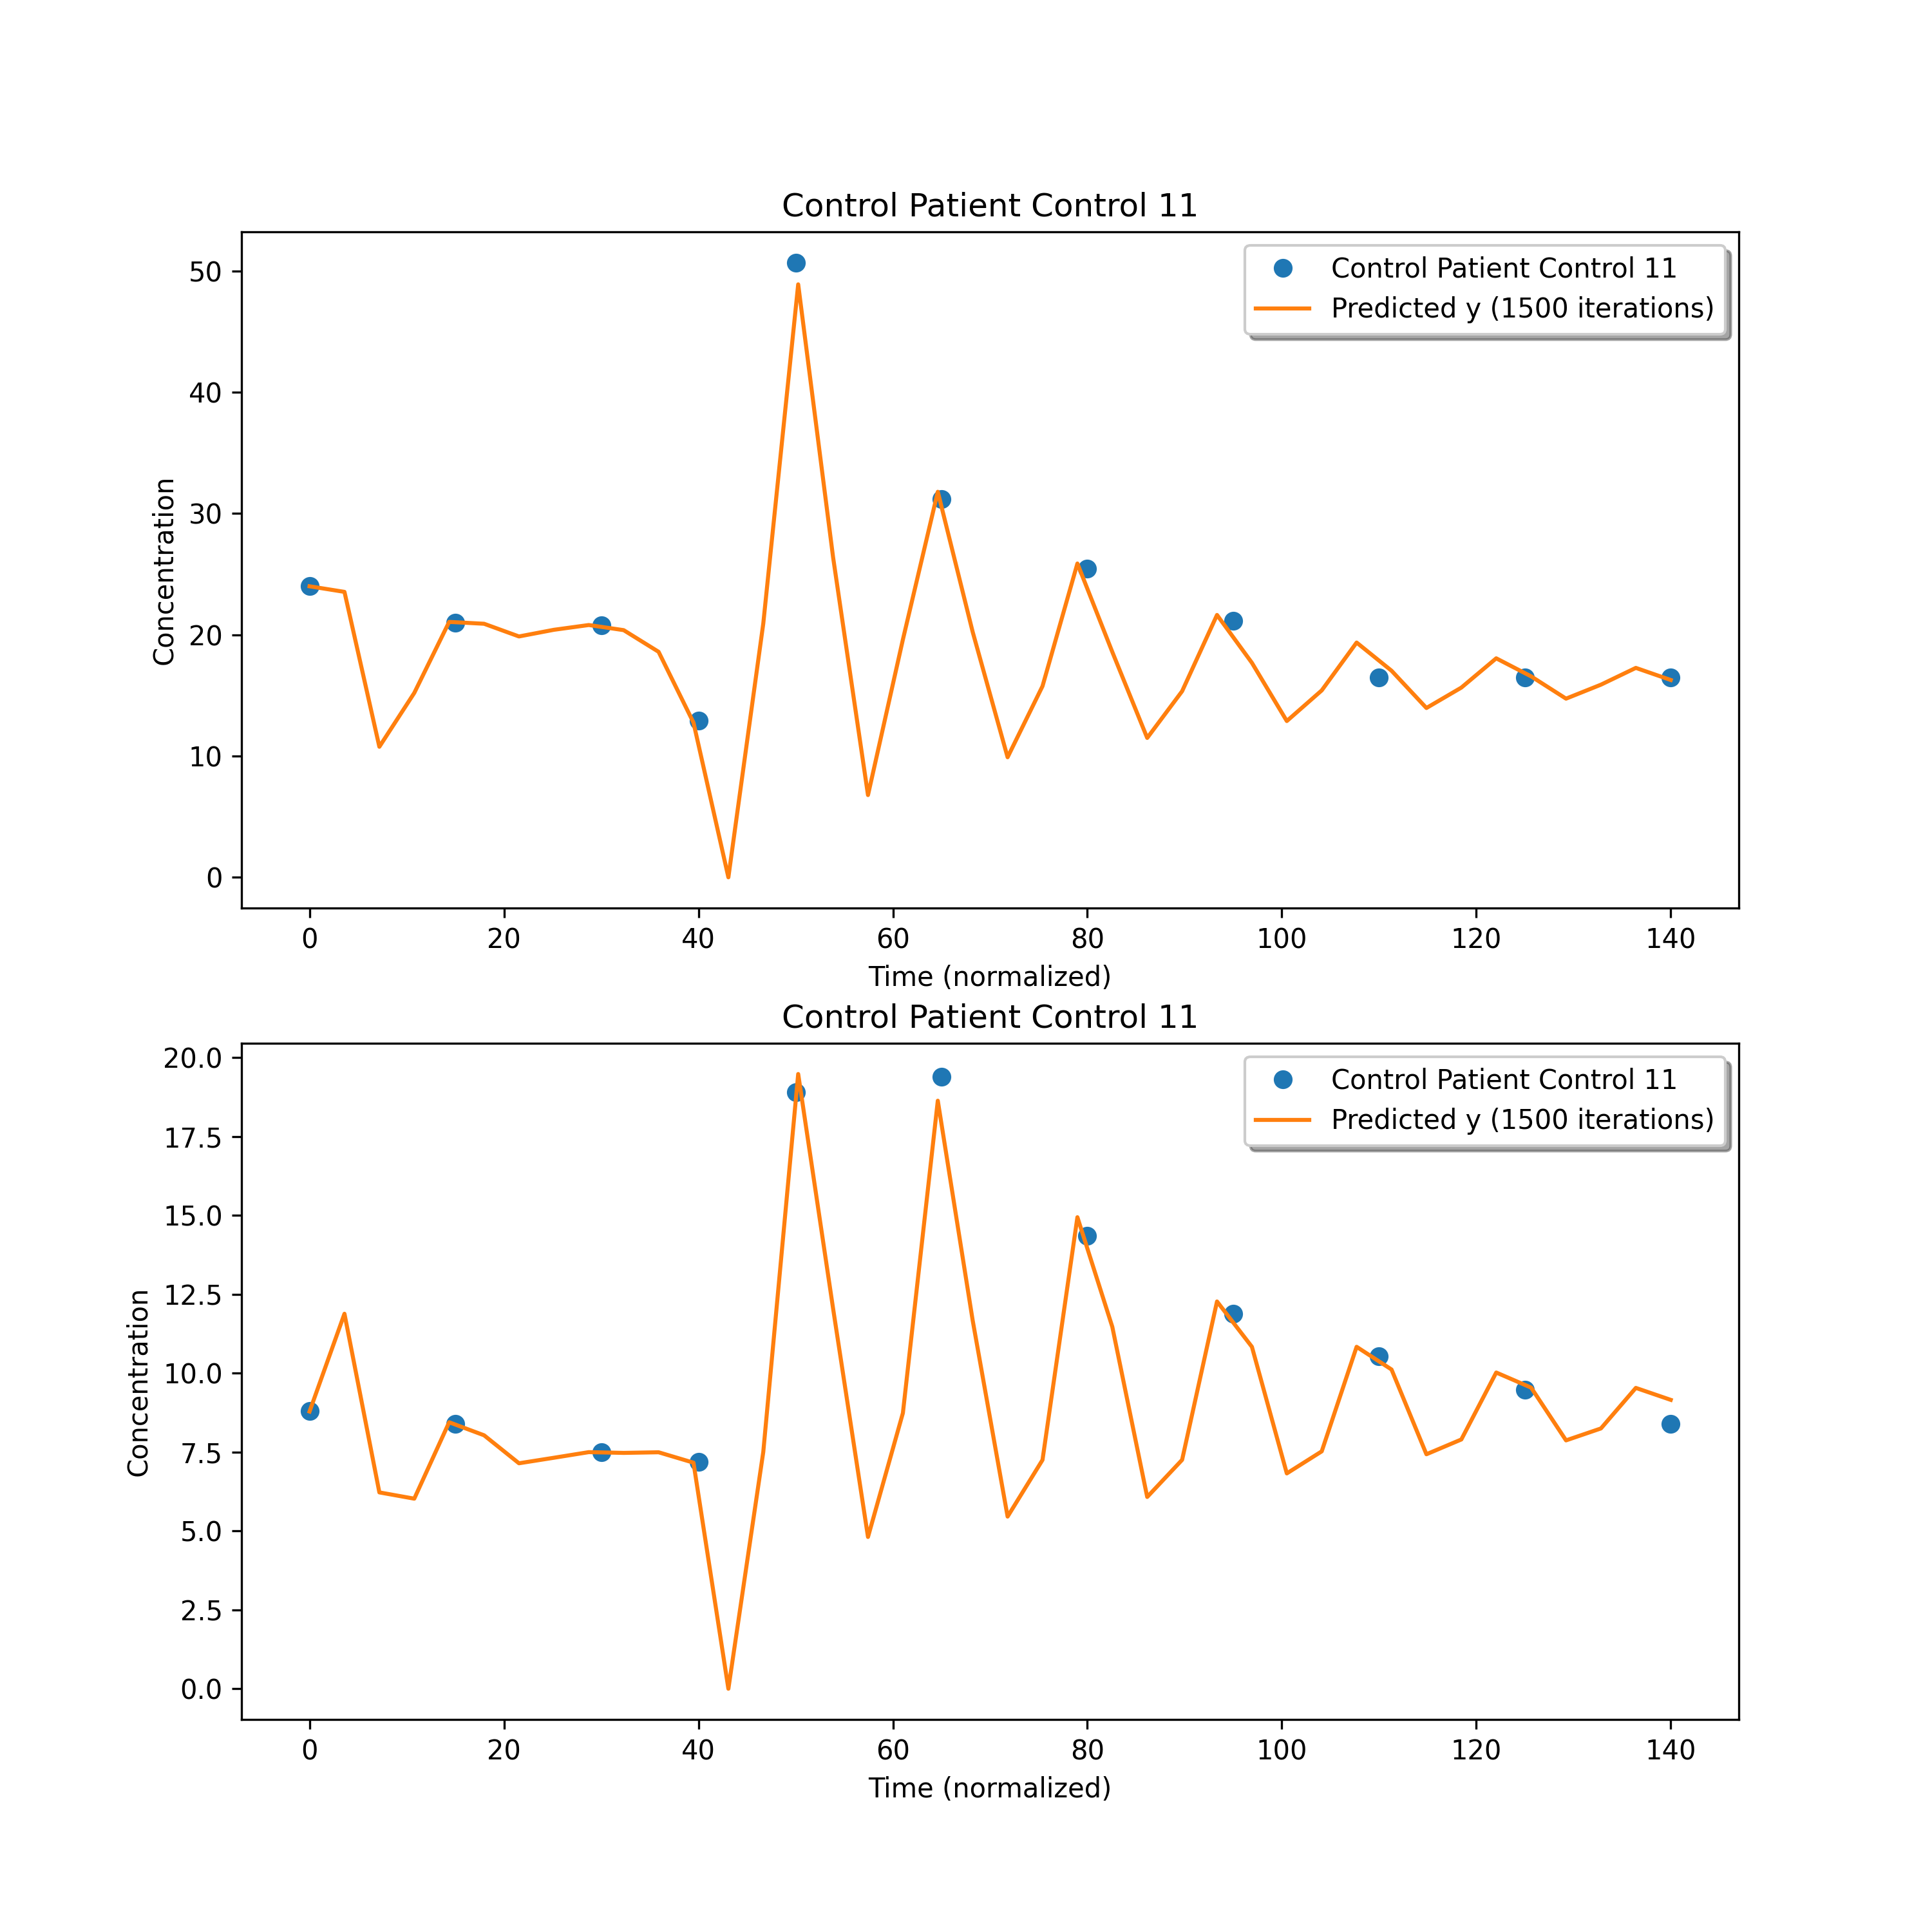 Control Patient Control 11
50
40
30
20
10
0
Concentration
Control Patient Control 11
Predicted y (1500 iterations)
0 20 40 60 80 100 120 140
Time (normalized)
Control Patient Control 11
20.0
17.5
15.0
12.5
10.0
7.5
5.0
2.5
0.0
Concentration
Control Patient Control 11
Predicted y (1500 iterations)
0 20 40 60 80 100 120 140
Time (normalized)